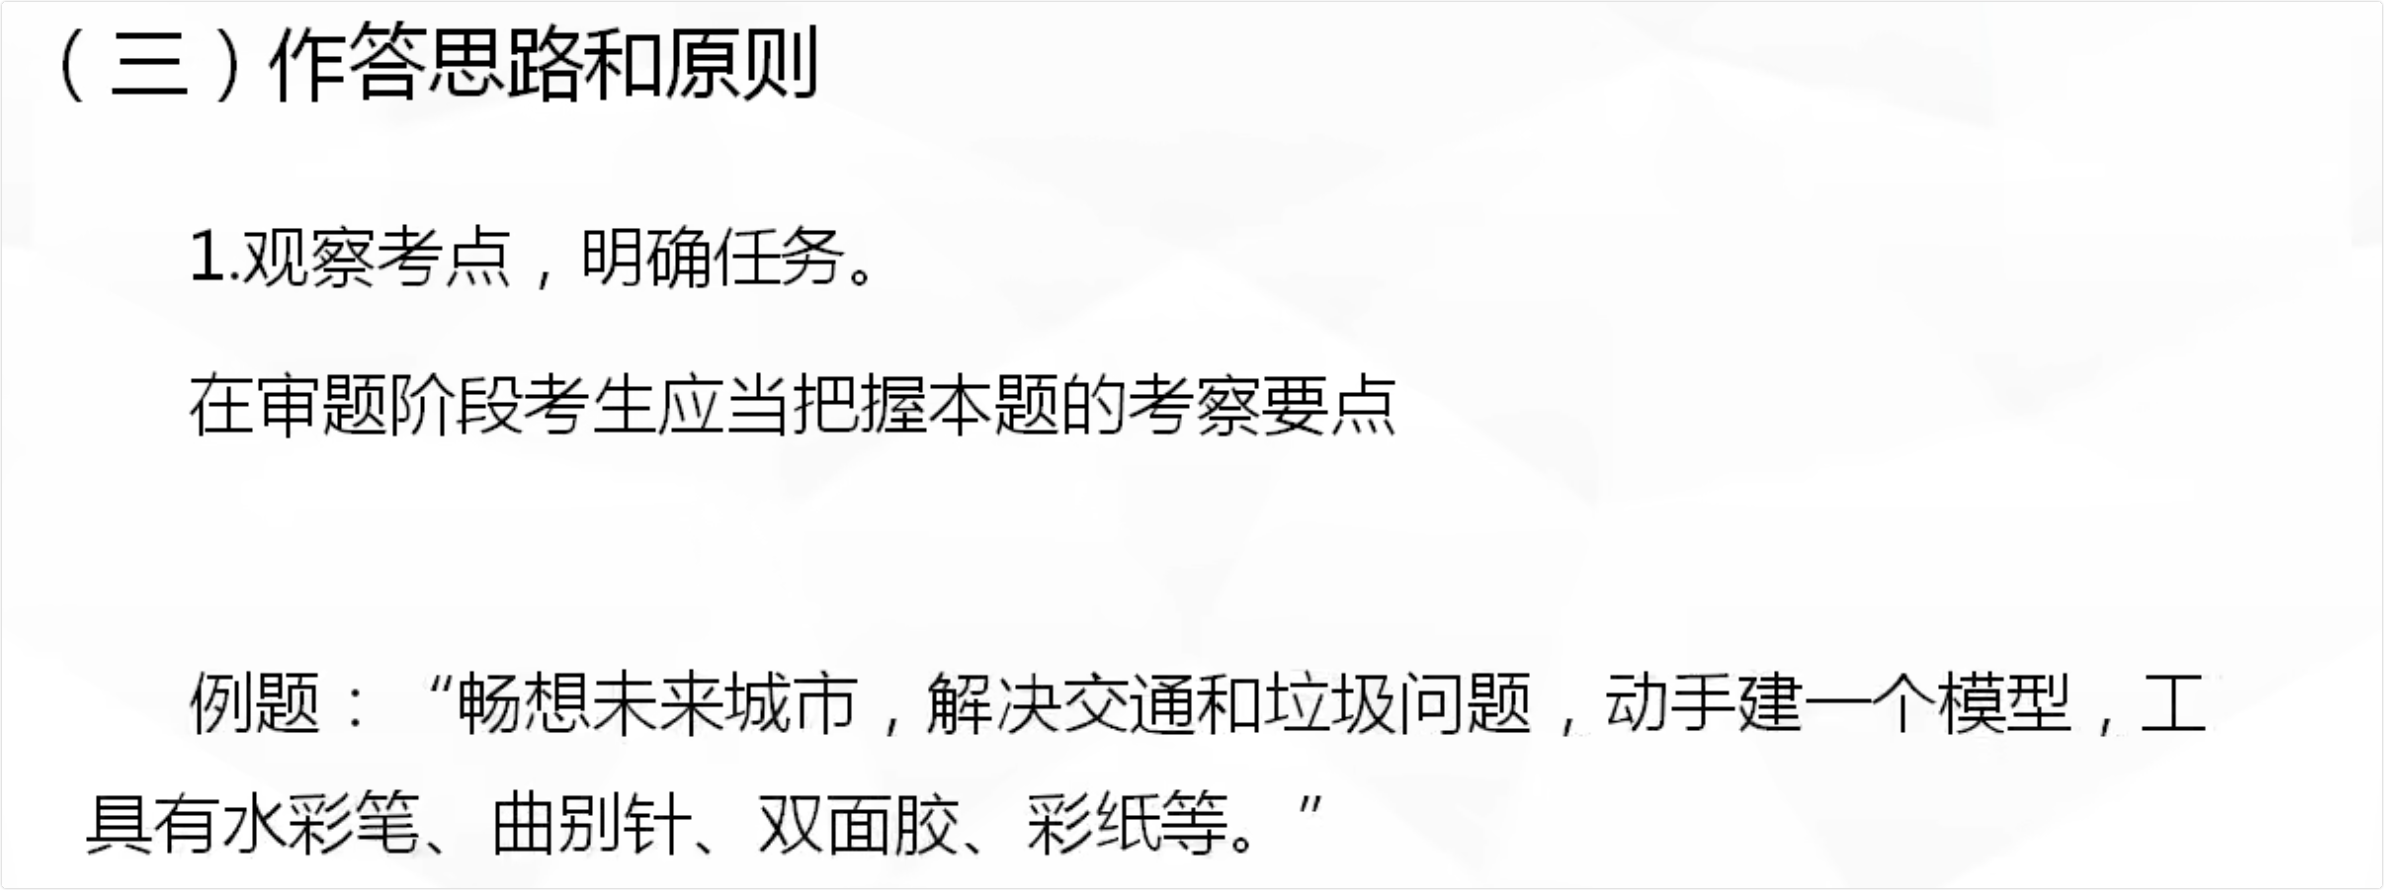 （三）作答思路和原则
1.观察考点，明确任务。
在审题阶段考生应当把握本题的考察要点
例题：“畅想未来城市，解决交通和垃圾问题，动手建一个模型，工
具有水彩笔、曲别针、双面胶、彩纸等。”